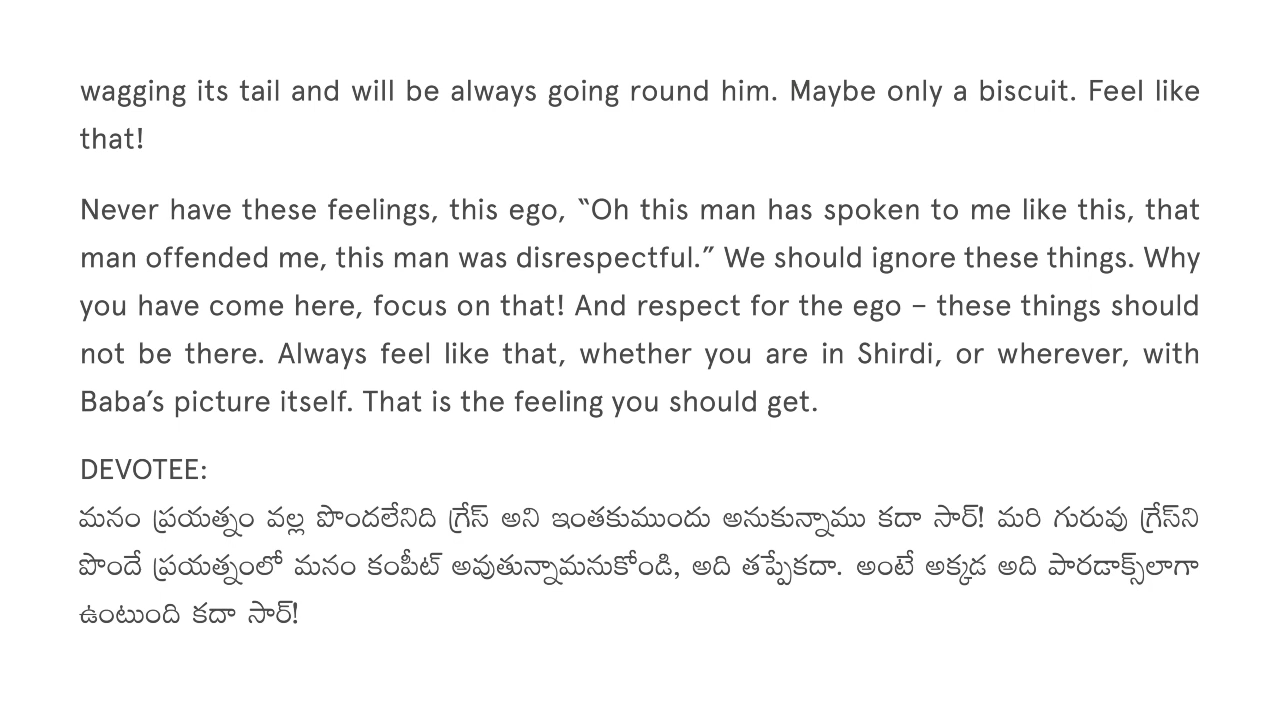 wagging its tail and will be always going round him. Maybe only a biscuit. Feel like
that!
Never have these feelings, this ego, “Oh this man has spoken to me like this, that
man offended me, this man was disrespectful.” We should ignore these things. Why
you have come here, focus on that! And respect for the ego – these things should
not be there. Always feel like that, whether you are in Shirdi, or wherever, with
Baba’s picture itself. That is the feeling you should get.
DEVOTEE:
మనం ప్రయత్నం వల్ల పొందలేనిది గ్రేస్ అని ఇంతకుముందు అనుకున్నాము కదా సార్! మరి గురువు గ్రేస్‌ని
పొందే ప్రయత్నంలో మనం కంపీట్ అవుతున్నామనుకోండి, అది తప్పేకదా. అంటే అక్కడ అది పారడాక్స్‌లాగా
ఉంటుంది కదా సార్!